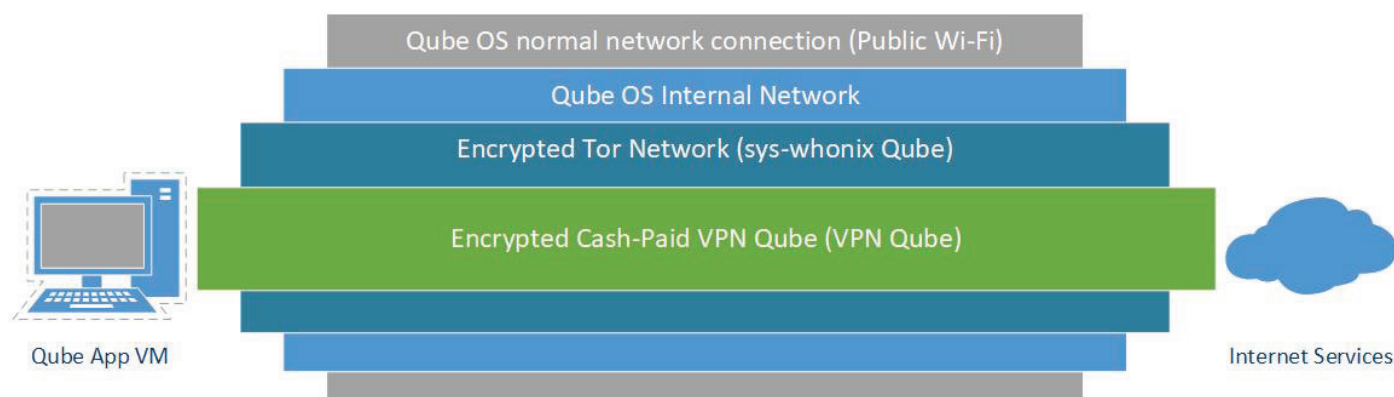 Qube OS normal network connection (Public Wi-Fi)
Qube OS Internal Network
Encrypted Tor Network (sys-whonix Qube)
Encrypted Cash-Paid VPN Qube (VPN Qube)
Qube App VM
Internet Services